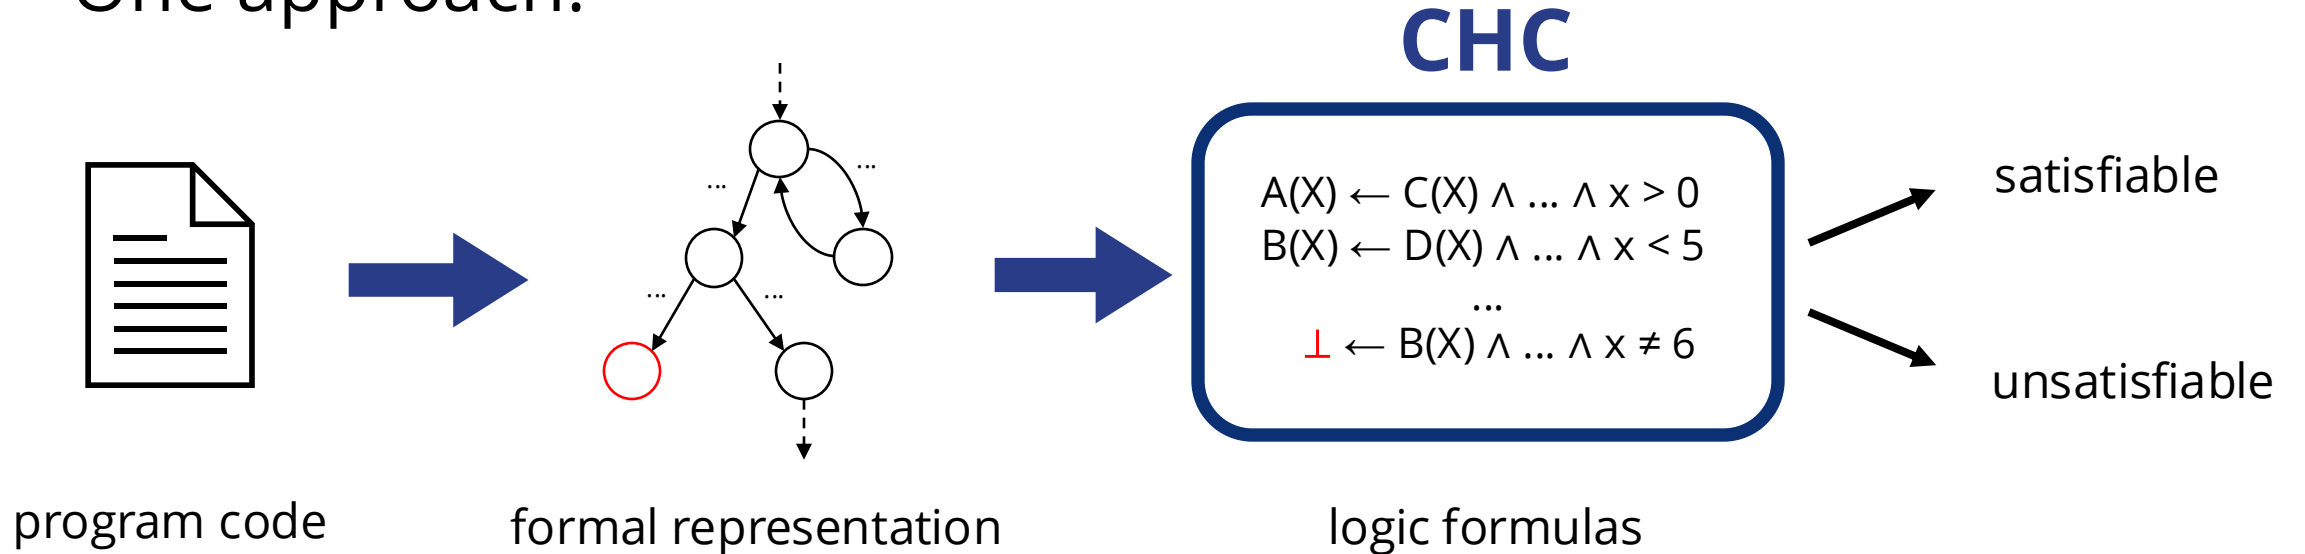 One approach:
CHC
...
...
...
...
A(X) ← C(X) ∧ ... ∧ x > 0
B(X) ← D(X) ∧ ... ∧ x < 5
...
⊥ ← B(X) ∧ ... ∧ x ≠ 6
satisfiable
unsatisfiable
program code
formal representation
logic formulas